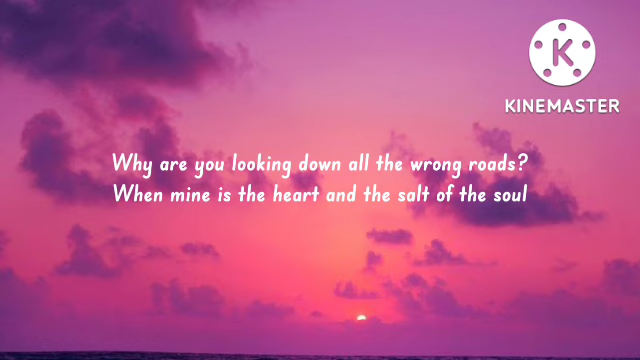 KINEMASTER
Why are you looking down all the wrong roads?
When mine is the heart and the salt of the soul